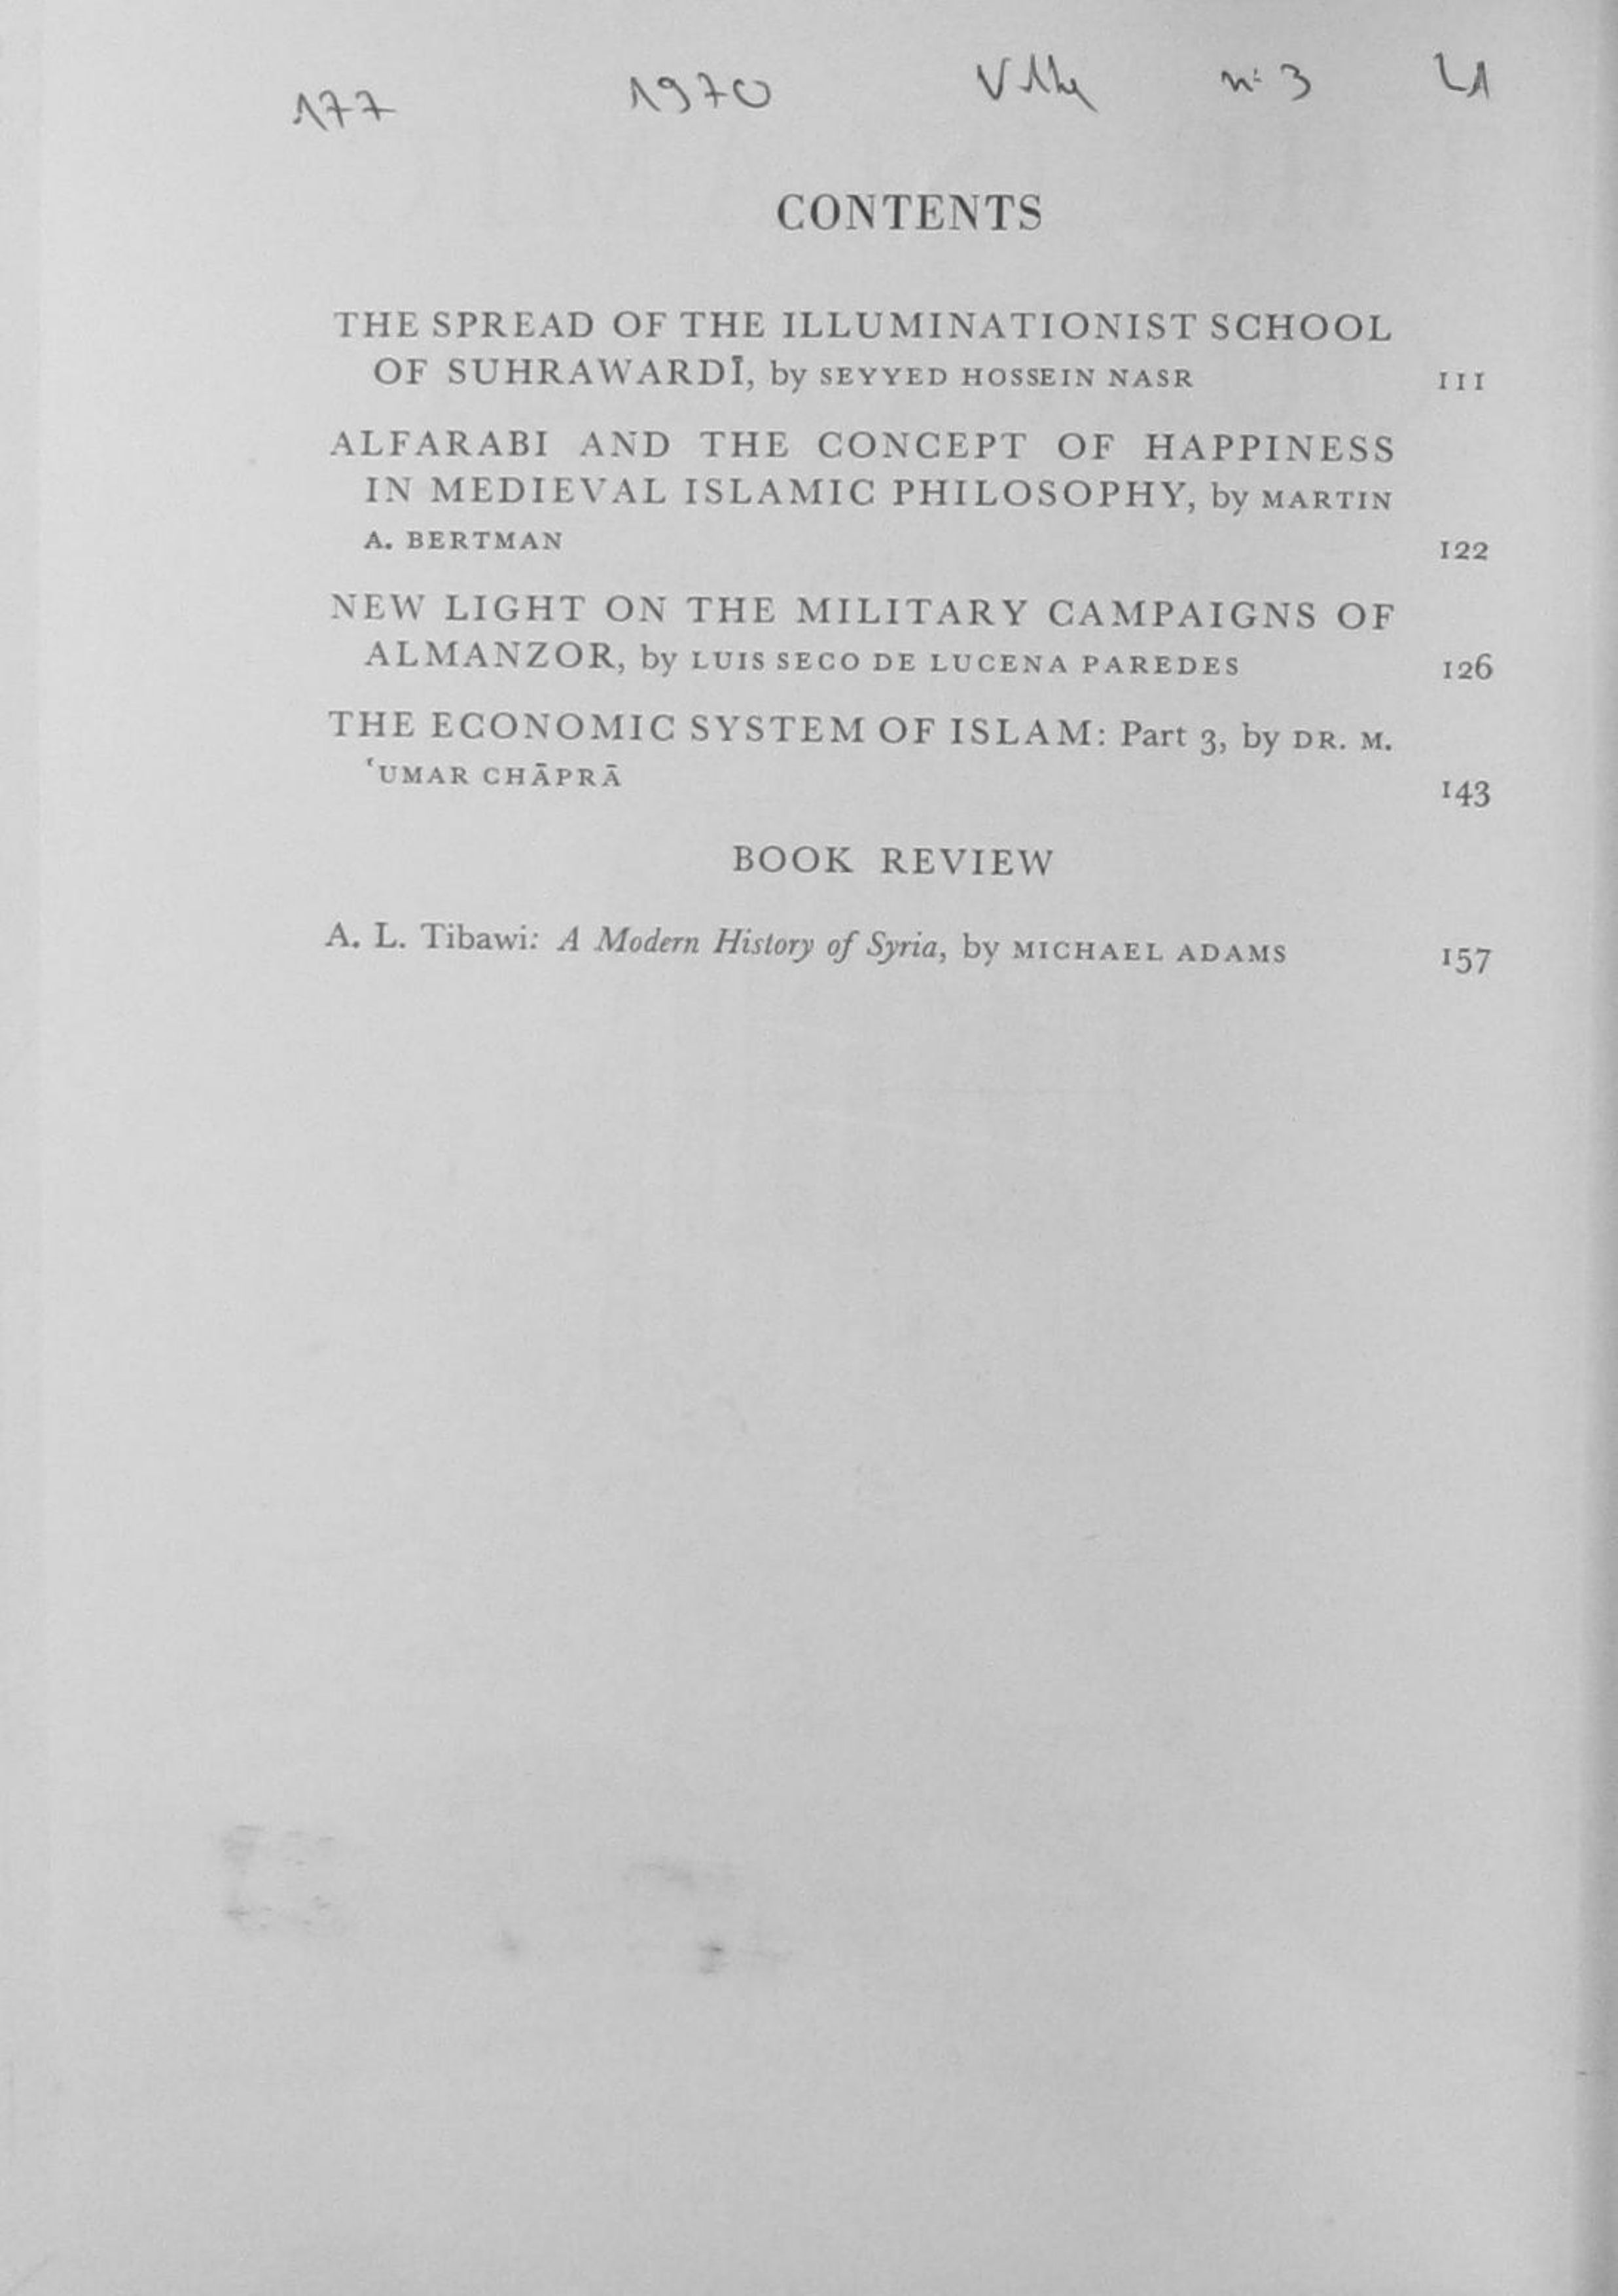 177 1970 n° 3
CONTENTS
THE SPREAD OF THE ILLUMINATIONIST SCHOOL
OF SUHRAWARDĪ, by SEYYED HOSSEIN NASR 111
ALFARABI AND THE CONCEPT OF HAPPINESS
IN MEDIEVAL ISLAMIC PHILOSOPHY, by MARTIN
A. BERTMAN 122
NEW LIGHT ON THE MILITARY CAMPAIGNS OF
ALMANZOR, by LUIS SECO DE LUCENA PAREDES 126
THE ECONOMIC SYSTEM OF ISLAM: Part 3, by DR. M.
ʿUMAR CHĀPRĀ 143
BOOK REVIEW
A. L. Tibawi: A Modern History of Syria, by MICHAEL ADAMS 157